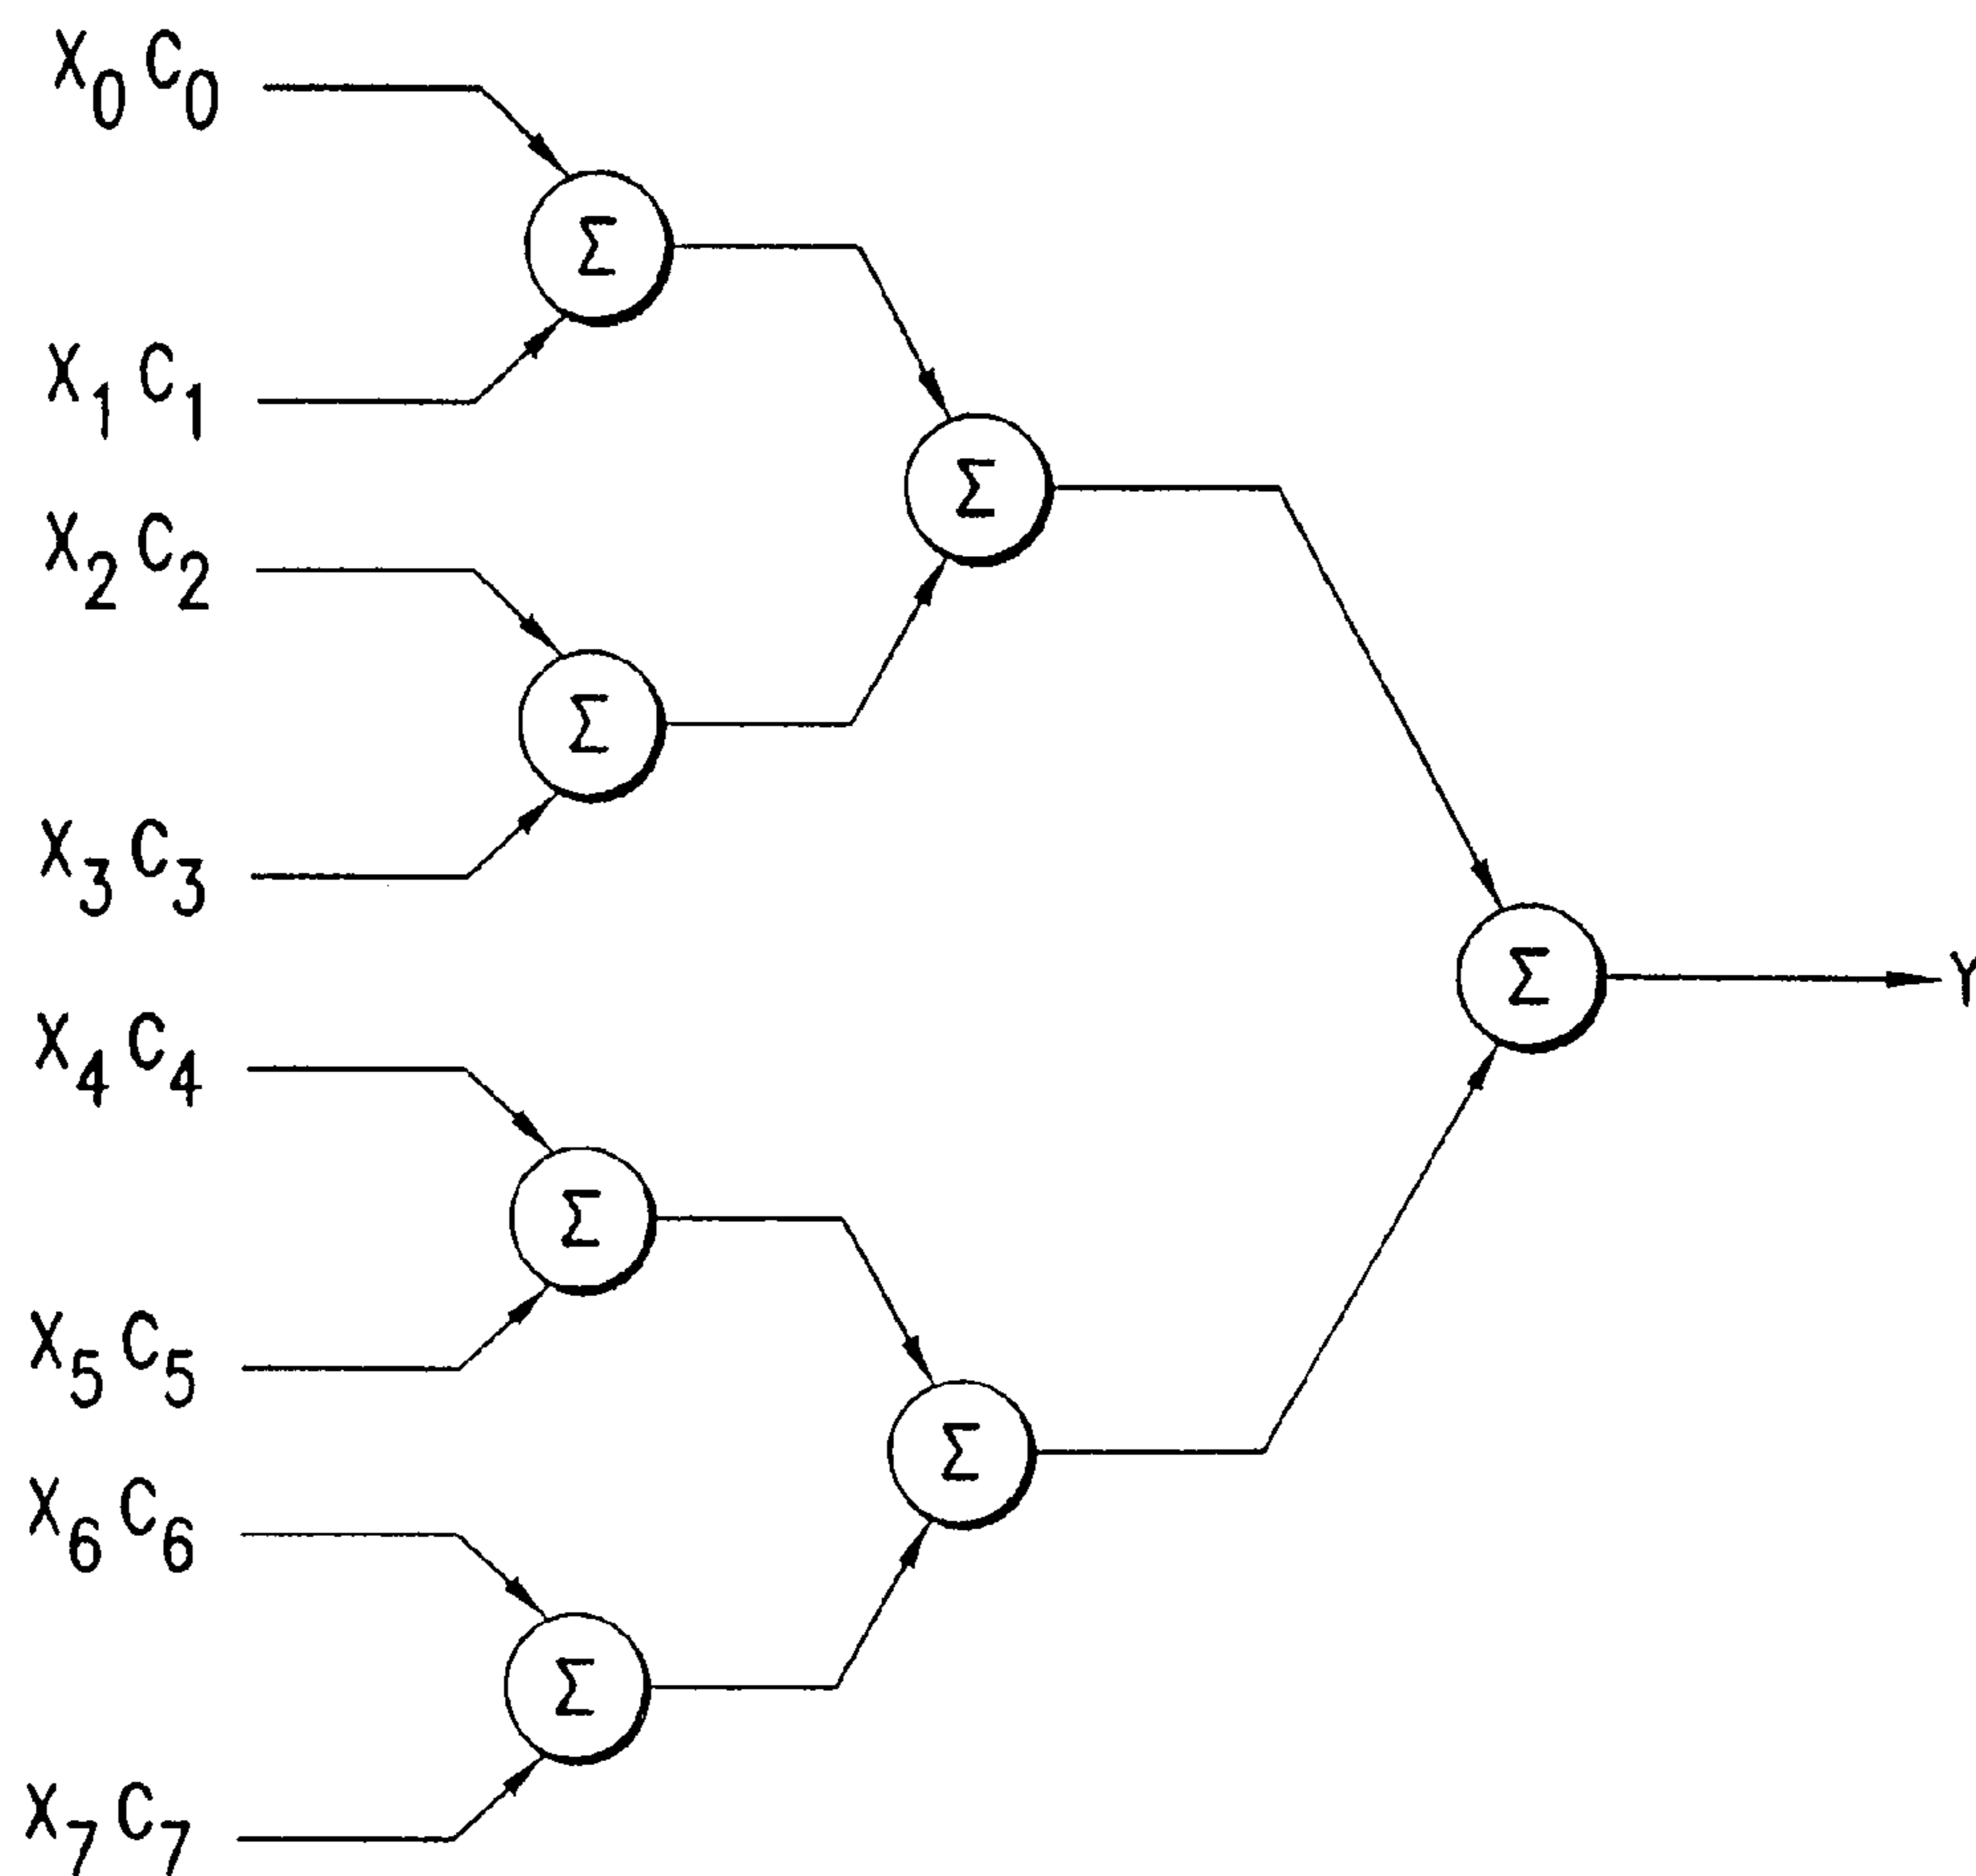 X₀ C₀
Σ
X₁ C₁
Σ
X₂ C₂
Σ
X₃ C₃
Σ
Y
X₄ C₄
Σ
X₅ C₅
Σ
X₆ C₆
Σ
X₇ C₇